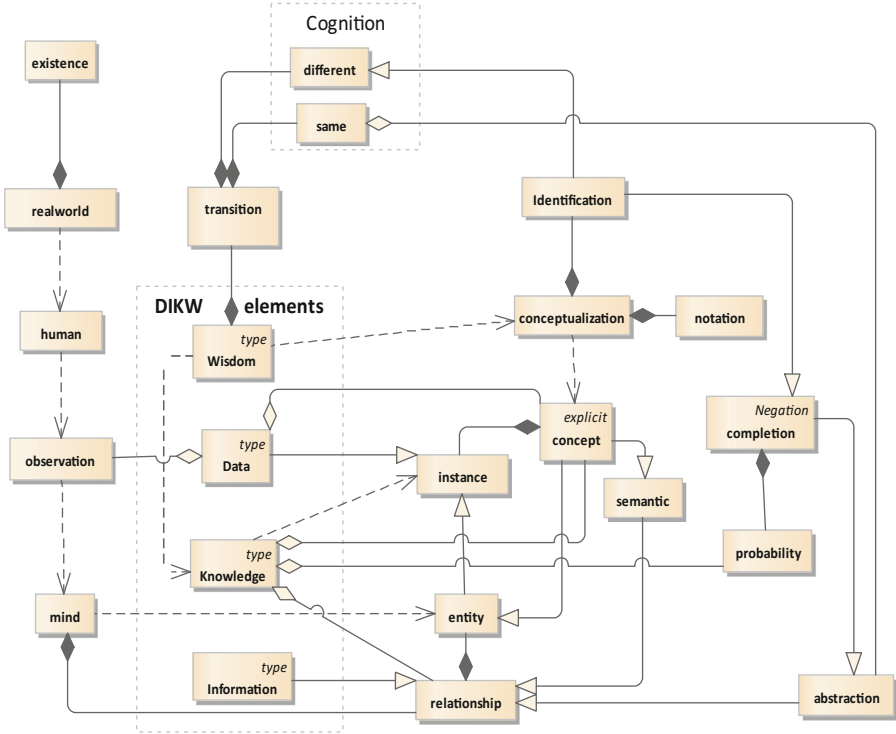 Cognition
existence
different
same
realworld
transition
Identification
DIKW elements
human
type
Wisdom
conceptualization
notation
explicit
concept
Negation
completion
observation
type
Data
instance
semantic
type
Knowledge
probability
mind
entity
type
Information
relationship
abstraction